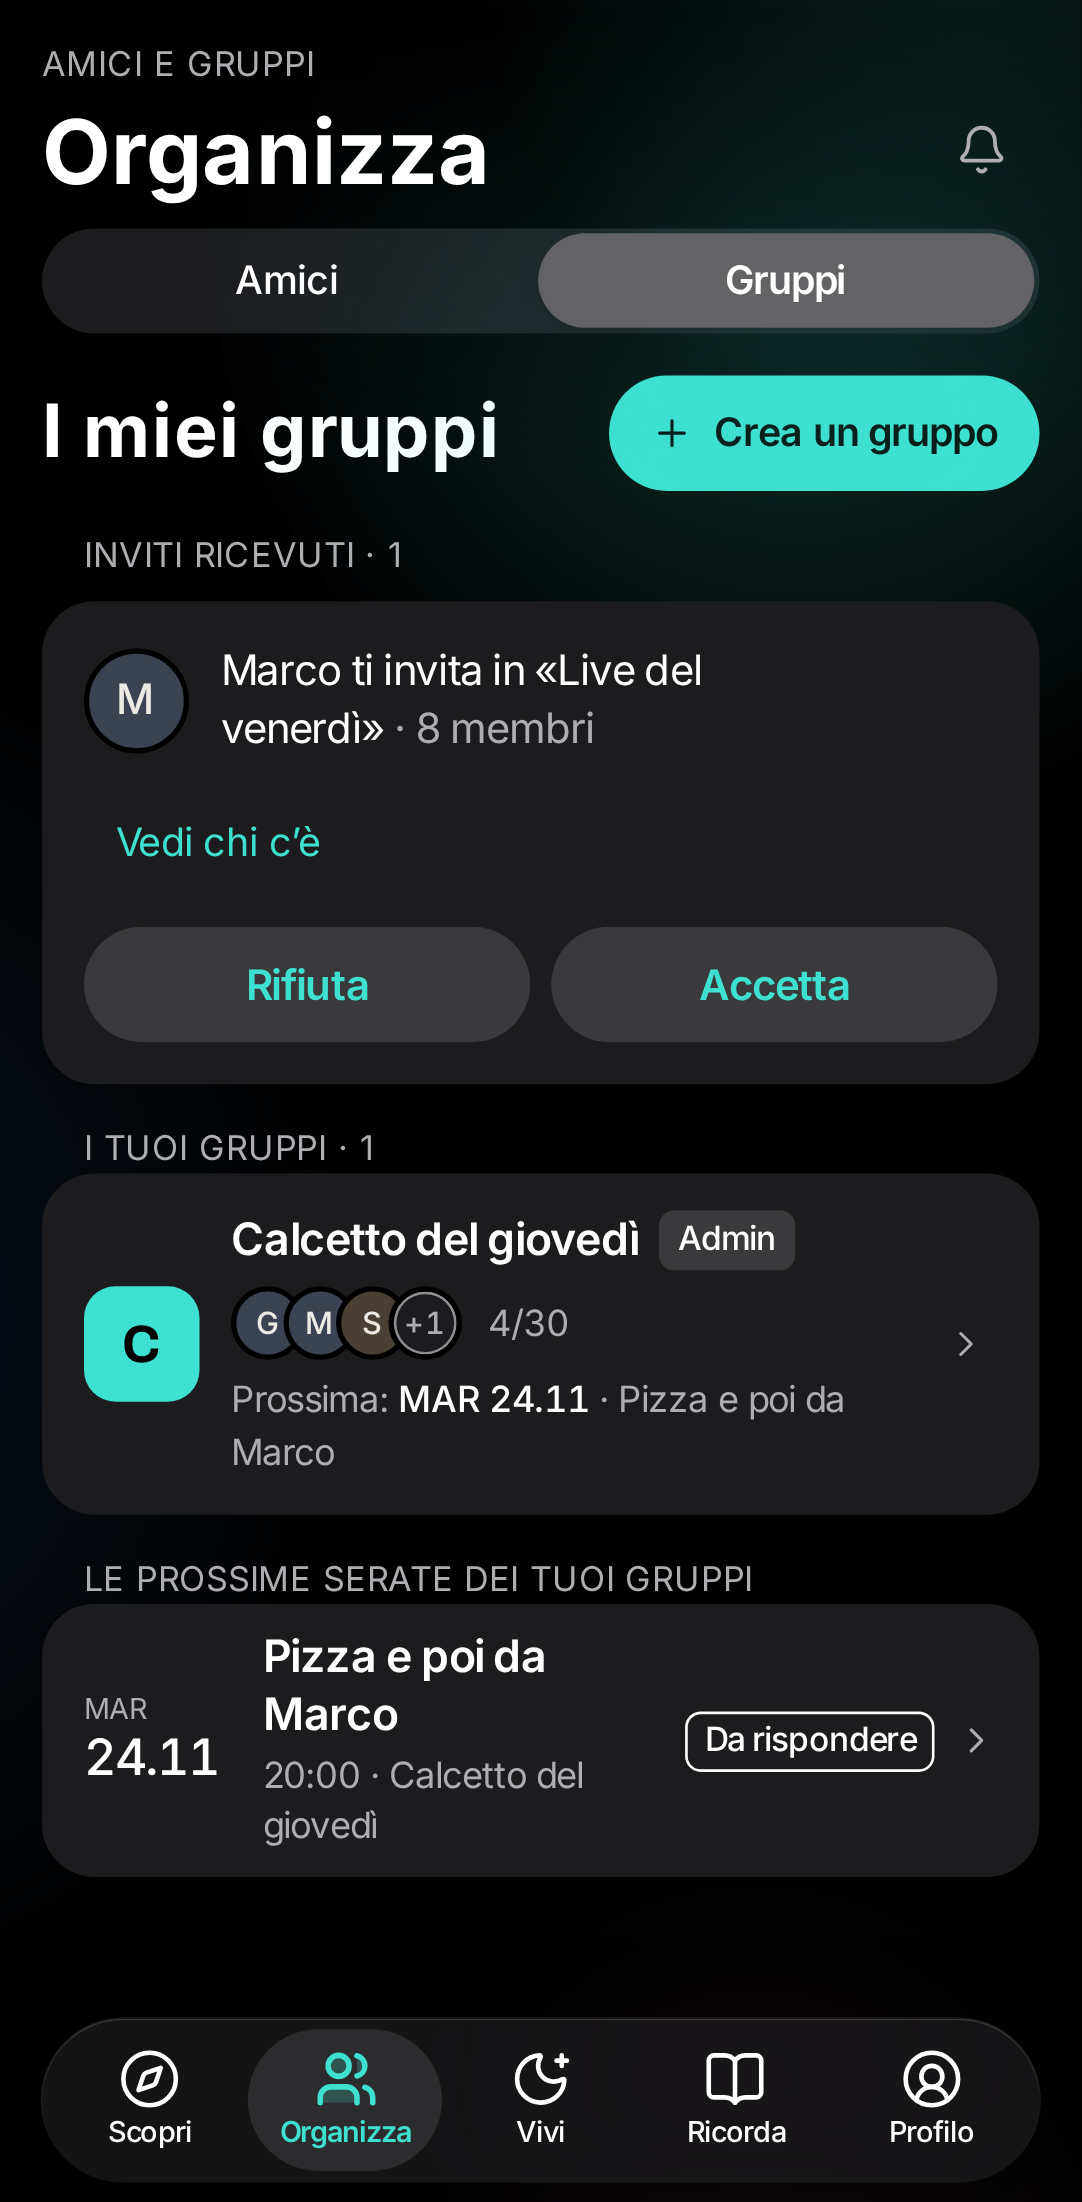 AMICI E GRUPPI
Organizza
Amici
Gruppi
I miei gruppi
Crea un gruppo
INVITI RICEVUTI · 1
M
Marco ti invita in «Live del
venerdì» · 8 membri
Vedi chi c’è
Rifiuta
Accetta
I TUOI GRUPPI · 1
C
Calcetto del giovedì
Admin
G
M
S
+1
4/30
Prossima: MAR 24.11 · Pizza e poi da
Marco
LE PROSSIME SERATE DEI TUOI GRUPPI
MAR
24.11
Pizza e poi da
Marco
20:00 · Calcetto del
giovedì
Da rispondere
Scopri
Organizza
Vivi
Ricorda
Profilo